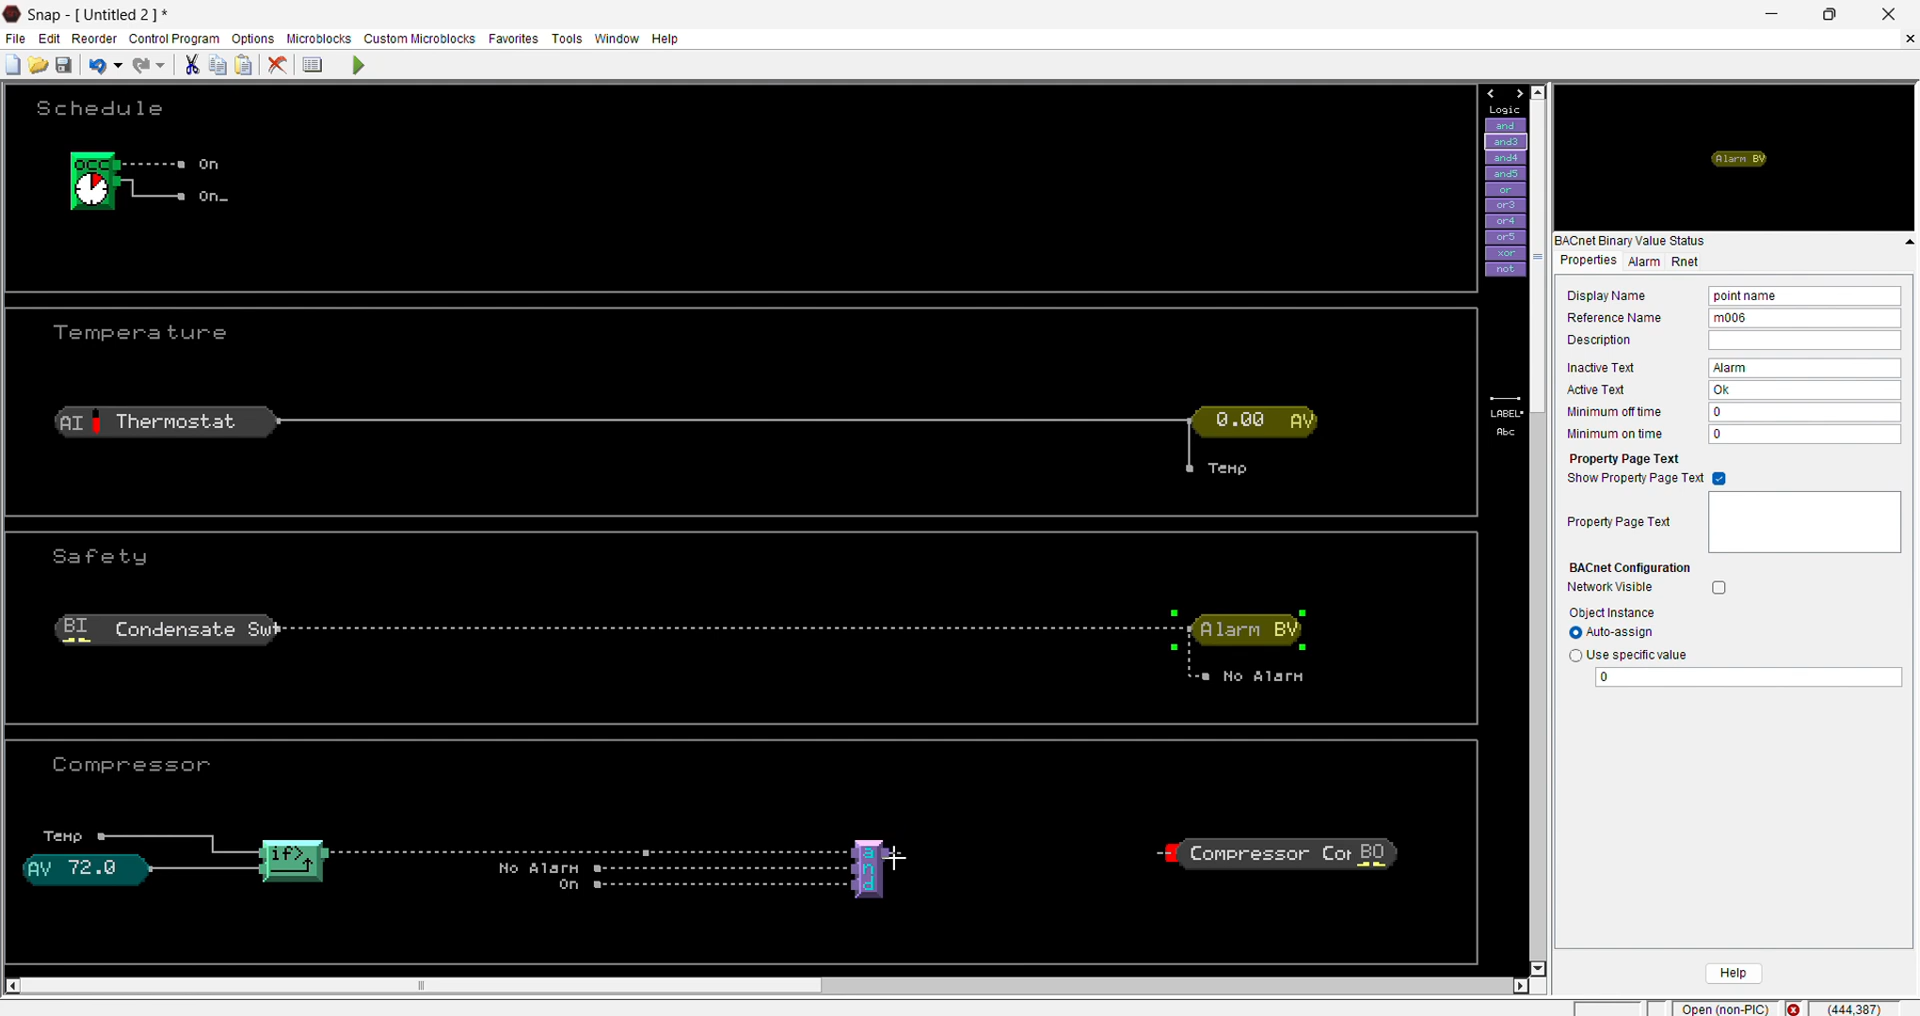 Snap - [ Untitled 2 ] *
File Edit Reorder Control Program Options Microblocks Custom Microblocks Favorites Tools Window Help
Schedule
occ
On
On_
Temperature
AI Thermostat
0.00 AV
Temp
Safety
BI Condensate Sw
Alarm BV
No Alarm
Compressor
Temp
AV 72.0
if>
No Alarm
On
and
Compressor Cor BO
< >
Logic
and
and3
and4
and5
or
or3
or4
or5
xor
not
LABEL
Abc
Alarm BV
BACnet Binary Value Status
Properties Alarm Rnet
Display Name point name
Reference Name m006
Description
Inactive Text Alarm
Active Text Ok
Minimum off time 0
Minimum on time 0
Property Page Text
Show Property Page Text
Property Page Text
BACnet Configuration
Network Visible
Object Instance
Auto-assign
Use specific value
0
Help
Open (non-PIC) (444,387)